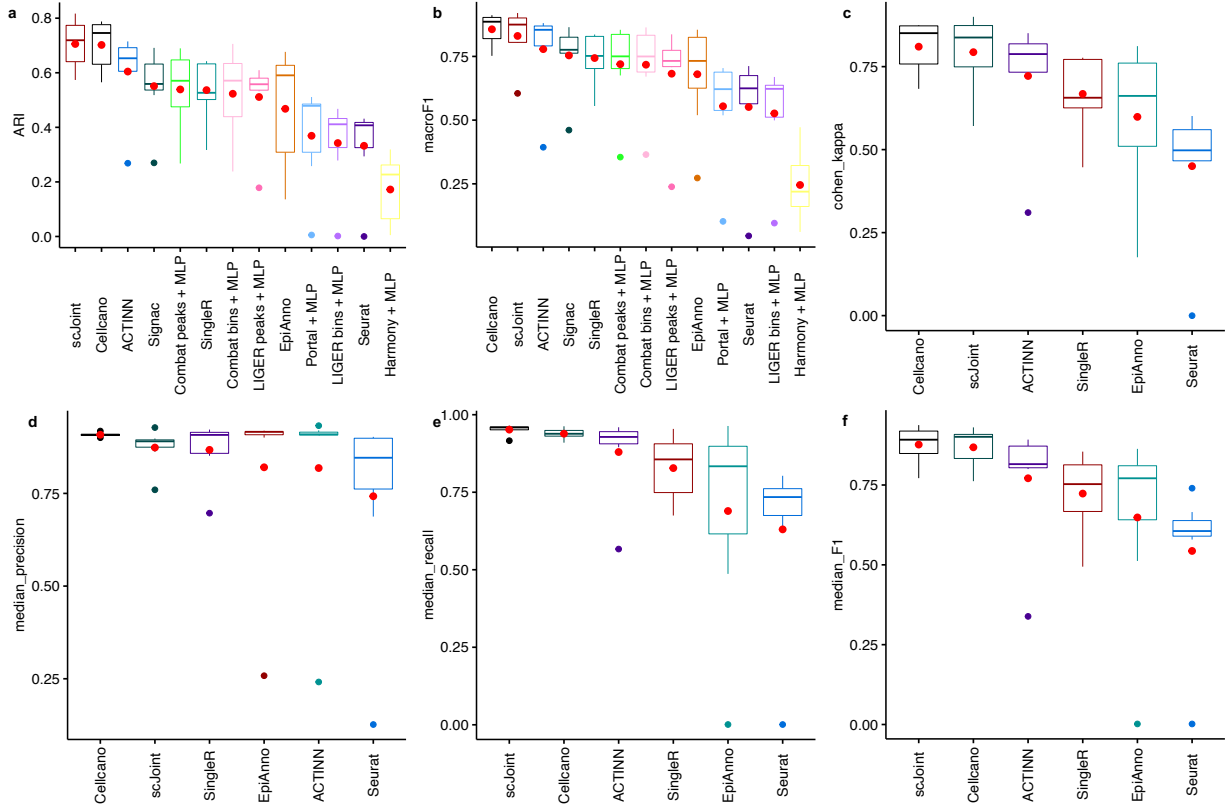 a
ARI
0.8
0.6
0.4
0.2
0.0
scJoint
Cellcano
ACTINN
Signac
Combat peaks + MLP
SingleR
Combat bins + MLP
LIGER peaks + MLP
EpiAnno
Portal + MLP
LIGER bins + MLP
Seurat
Harmony + MLP
b
macroF1
0.75
0.50
0.25
Cellcano
scJoint
ACTINN
Signac
SingleR
Combat peaks + MLP
Combat bins + MLP
LIGER peaks + MLP
EpiAnno
Portal + MLP
Seurat
LIGER bins + MLP
Harmony + MLP
c
cohen_kappa
0.75
0.50
0.25
0.00
Cellcano
scJoint
ACTINN
SingleR
EpiAnno
Seurat
d
median_precision
0.75
0.50
0.25
Cellcano
scJoint
SingleR
EpiAnno
ACTINN
Seurat
e
median_recall
1.00
0.75
0.50
0.25
0.00
scJoint
Cellcano
ACTINN
SingleR
EpiAnno
Seurat
f
median_F1
0.75
0.50
0.25
0.00
scJoint
Cellcano
ACTINN
SingleR
EpiAnno
Seurat